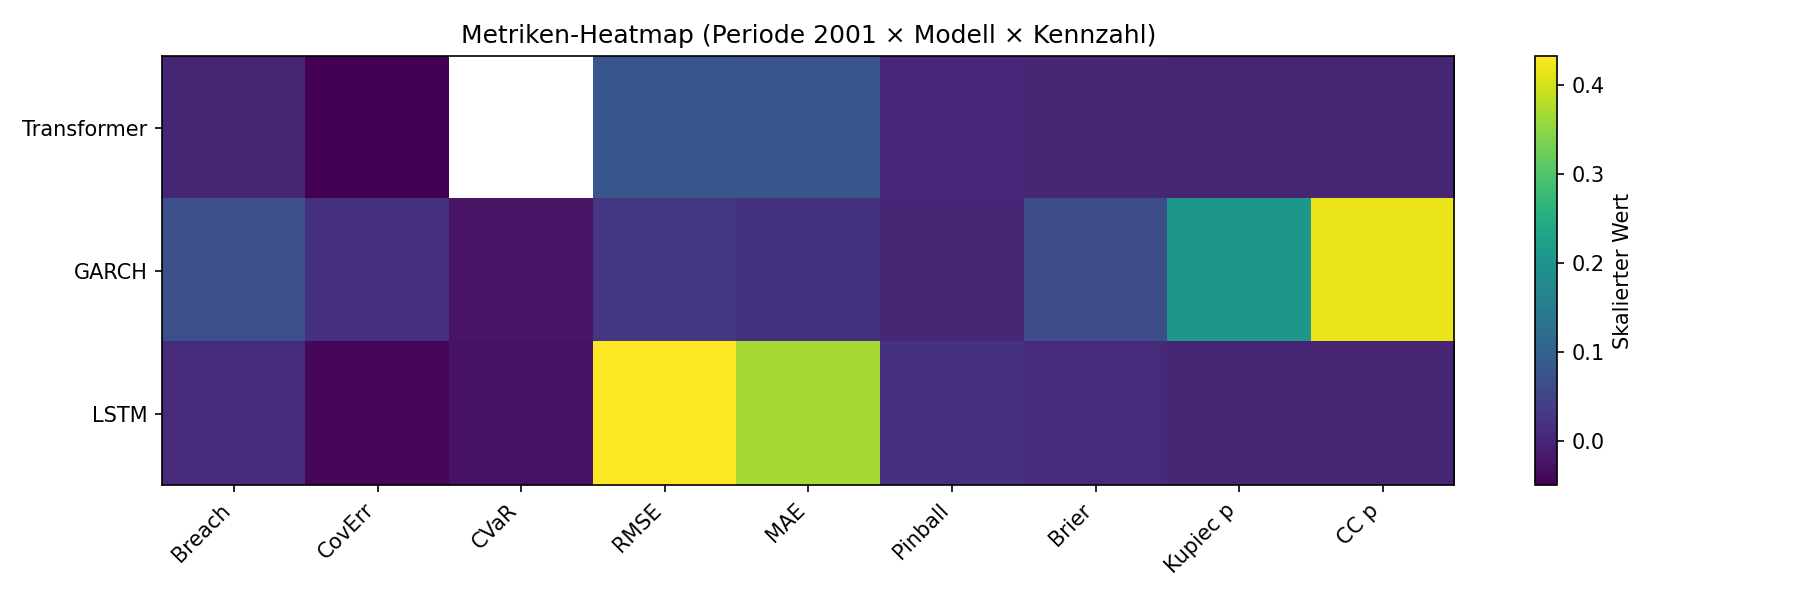 Metriken-Heatmap (Periode 2001 × Modell × Kennzahl)
Transformer
GARCH
LSTM
Breach
CovErr
CVaR
RMSE
MAE
Pinball
Brier
Kupiec p
CC p
0.4
0.3
0.2
0.1
0.0
Skalierter Wert